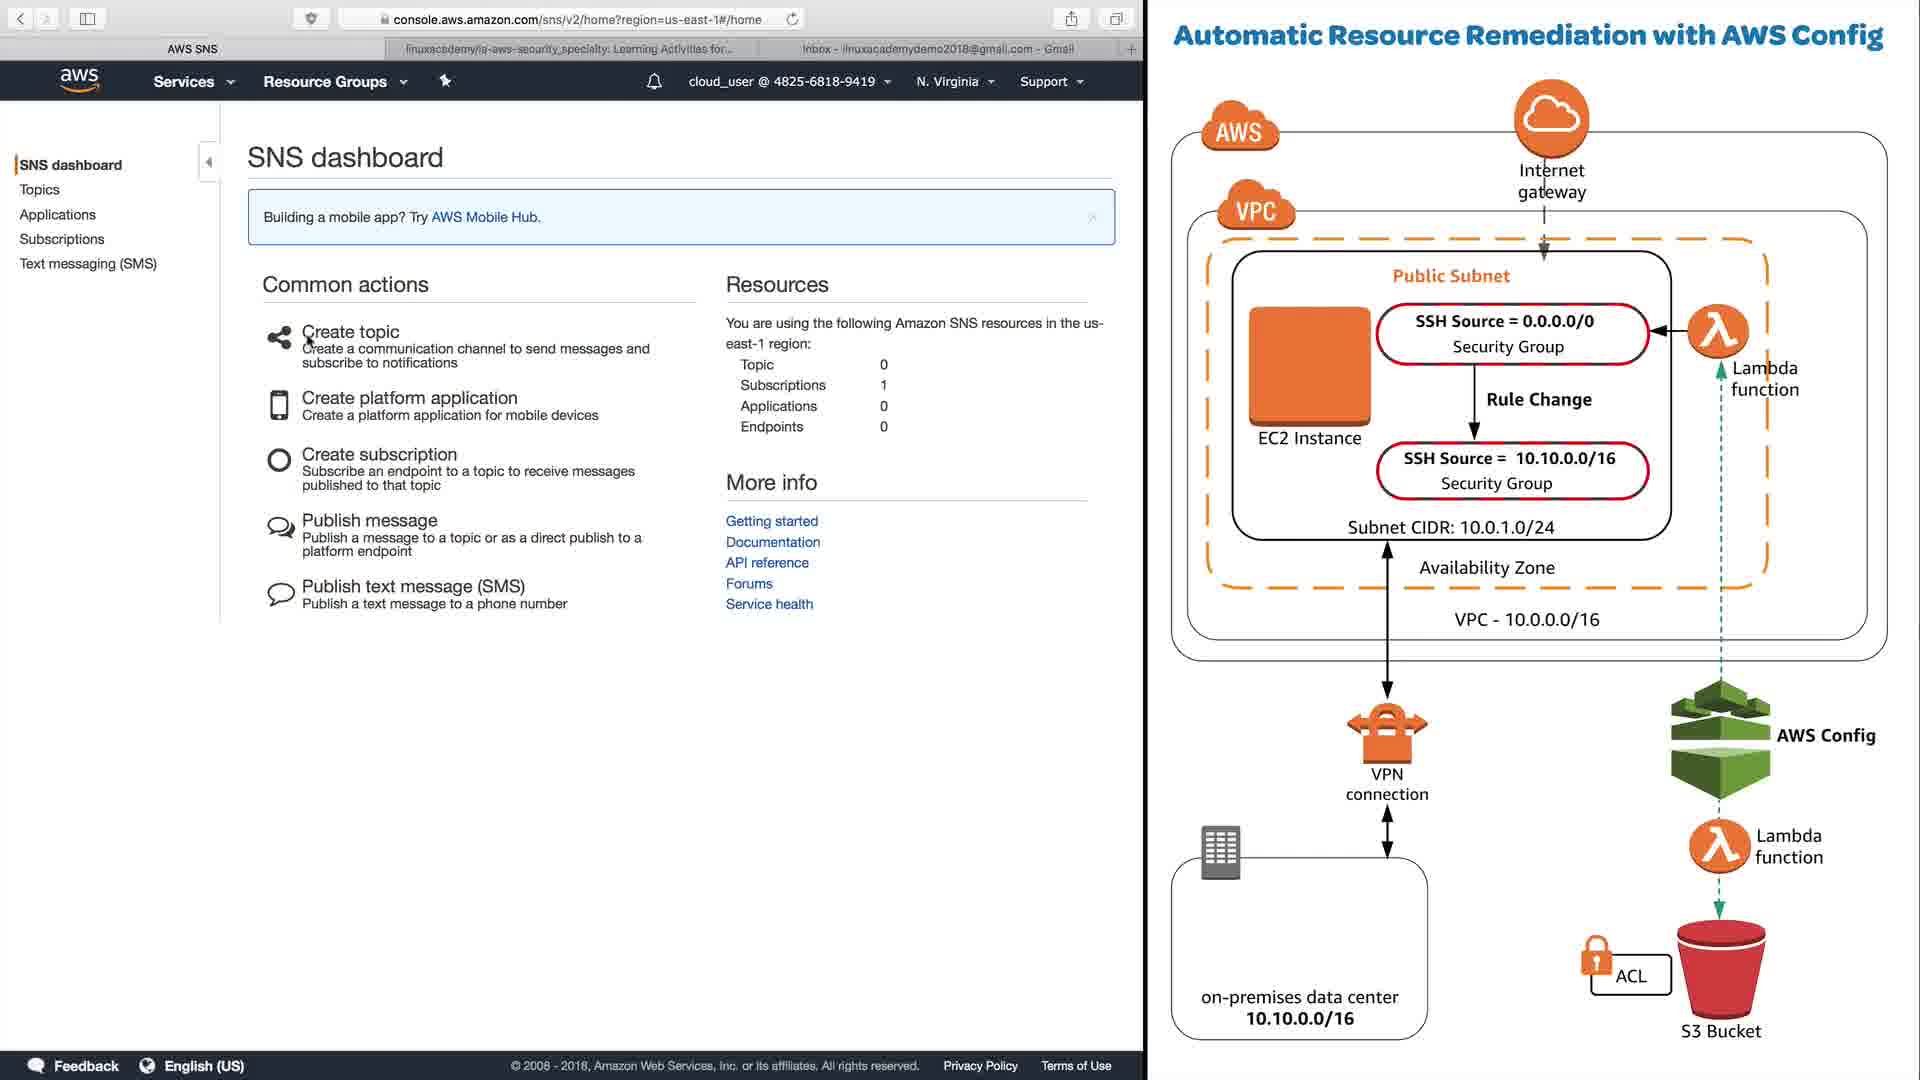 console.aws.amazon.com/sns/v2/home?region=us-east-1#/home
AWS SNS
linuxacademy/la-aws-security_specialty: Learning Activities for...
Inbox - linuxacademydemo2018@gmail.com - Gmail
aws
Services
Resource Groups
cloud_user @ 4825-6818-9419
N. Virginia
Support
SNS dashboard
Topics
Applications
Subscriptions
Text messaging (SMS)
SNS dashboard
Building a mobile app? Try AWS Mobile Hub.
Common actions
Create topic
Create a communication channel to send messages and
subscribe to notifications
Create platform application
Create a platform application for mobile devices
Create subscription
Subscribe an endpoint to a topic to receive messages
published to that topic
Publish message
Publish a message to a topic or as a direct publish to a
platform endpoint
Publish text message (SMS)
Publish a text message to a phone number
Resources
You are using the following Amazon SNS resources in the us-
east-1 region:
Topic 0
Subscriptions 1
Applications 0
Endpoints 0
More info
Getting started
Documentation
API reference
Forums
Service health
Feedback
English (US)
© 2008 - 2018, Amazon Web Services, Inc. or its affiliates. All rights reserved.
Privacy Policy
Terms of Use
Automatic Resource Remediation with AWS Config
AWS
Internet
gateway
VPC
Public Subnet
SSH Source = 0.0.0.0/0
Security Group
Lambda
function
Rule Change
EC2 Instance
SSH Source = 10.10.0.0/16
Security Group
Subnet CIDR: 10.0.1.0/24
Availability Zone
VPC - 10.0.0.0/16
AWS Config
VPN
connection
Lambda
function
ACL
on-premises data center
10.10.0.0/16
S3 Bucket